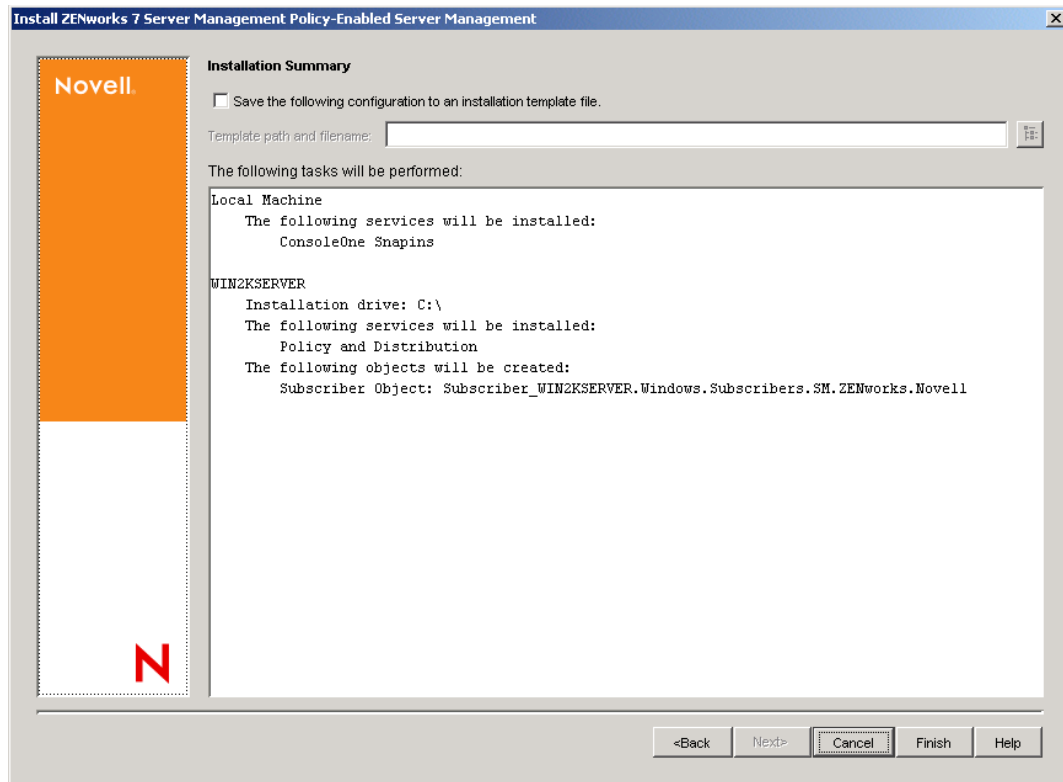 Install ZENworks 7 Server Management Policy-Enabled Server Management
Novell.
Installation Summary
Save the following configuration to an installation template file.
Template path and filename:
The following tasks will be performed:
Local Machine
The following services will be installed:
ConsoleOne Snapins
WIN2KSERVER
Installation drive: C:\
The following services will be installed:
Policy and Distribution
The following objects will be created:
Subscriber Object: Subscriber_WIN2KSERVER.Windows.Subscribers.SM.ZENworks.Novell
N
<Back Next> Cancel Finish Help